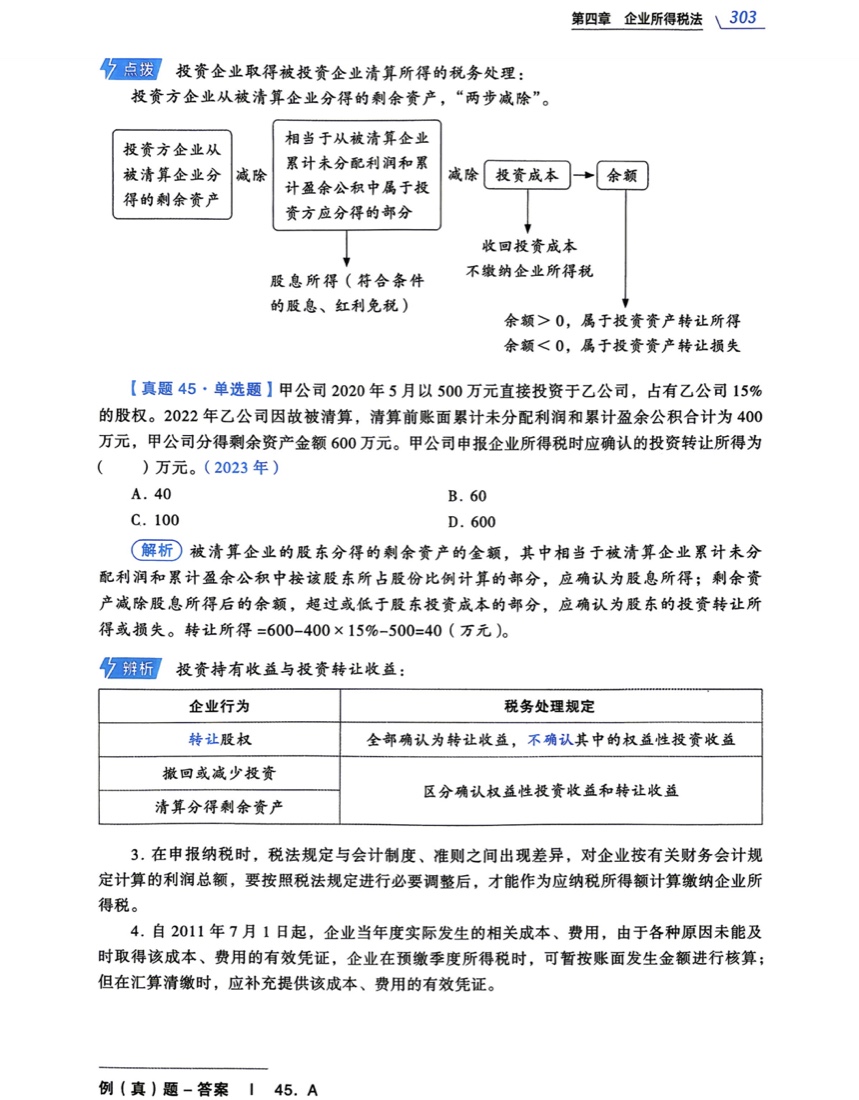 第四章 企业所得税法 303
点拨 投资企业取得被投资企业清算所得的税务处理：
投资方企业从被清算企业分得的剩余资产，“两步减除”。
投资方企业从
被清算企业分
得的剩余资产
减除
相当于从被清算企业
累计未分配利润和累
计盈余公积中属于投
资方应分得的部分
减除
投资成本
余额
股息所得（符合条件
的股息、红利免税）
收回投资成本
不缴纳企业所得税
余额＞0，属于投资资产转让所得
余额＜0，属于投资资产转让损失
【真题 45·单选题】甲公司 2020 年 5 月以 500 万元直接投资于乙公司，占有乙公司 15%
的股权。2022 年乙公司因故被清算，清算前账面累计未分配利润和累计盈余公积合计为 400
万元，甲公司分得剩余资产金额 600 万元。甲公司申报企业所得税时应确认的投资转让所得为
（ ）万元。（2023 年）
A. 40 B. 60
C. 100 D. 600
解析 被清算企业的股东分得的剩余资产的金额，其中相当于被清算企业累计未分
配利润和累计盈余公积中按该股东所占股份比例计算的部分，应确认为股息所得；剩余资
产减除股息所得后的余额，超过或低于股东投资成本的部分，应确认为股东的投资转让所
得或损失。转让所得 =600-400×15%-500=40（万元）。
辨析 投资持有收益与投资转让收益：
企业行为 税务处理规定
转让股权 全部确认为转让收益，不确认其中的权益性投资收益
撤回或减少投资
清算分得剩余资产
区分确认权益性投资收益和转让收益
3. 在申报纳税时，税法规定与会计制度、准则之间出现差异，对企业按有关财务会计规
定计算的利润总额，要按照税法规定进行必要调整后，才能作为应纳税所得额计算缴纳企业所
得税。
4. 自 2011 年 7 月 1 日起，企业当年度实际发生的相关成本、费用，由于各种原因未能及
时取得该成本、费用的有效凭证，企业在预缴季度所得税时，可暂按账面发生金额进行核算；
但在汇算清缴时，应补充提供该成本、费用的有效凭证。
例（真）题－答案 | 45. A